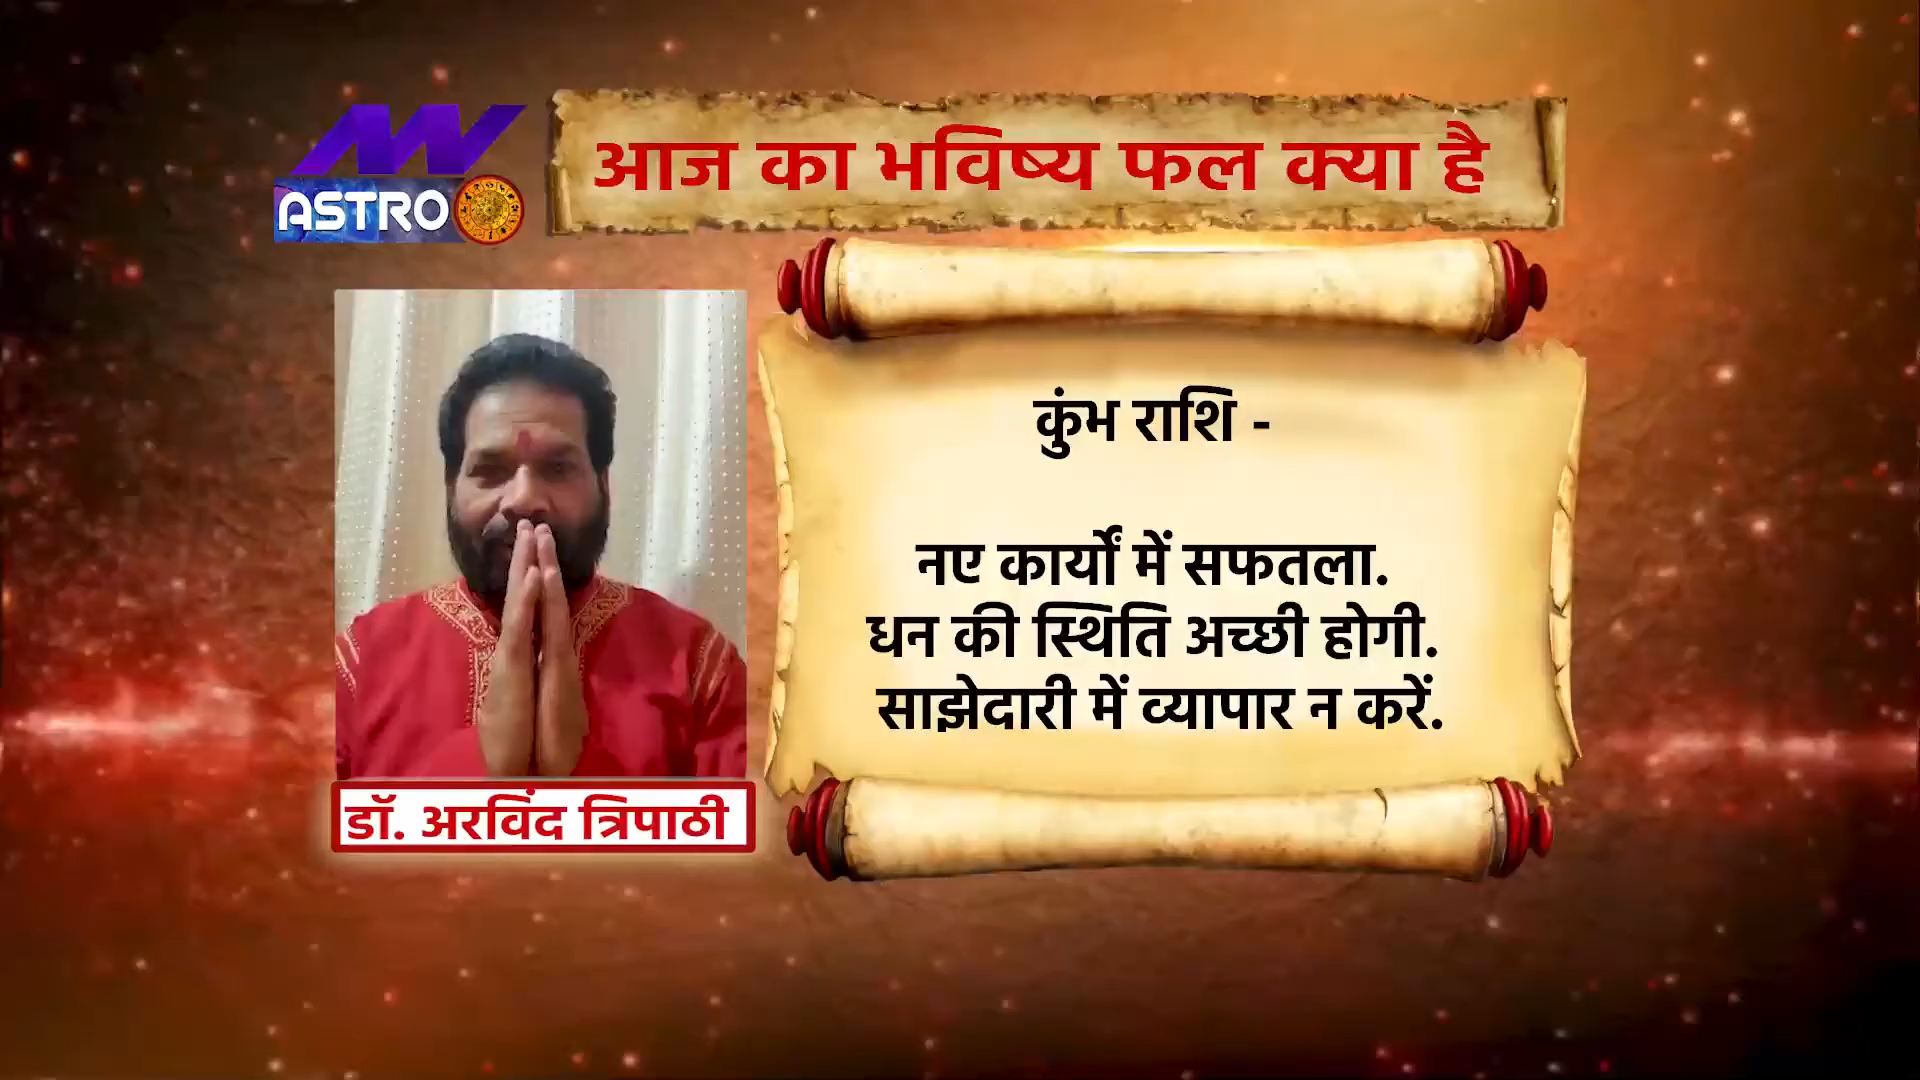 आज का भविष्य फल क्या है
ASTRO
कुंभ राशि -
नए कार्यों में सफतला.
धन की स्थिति अच्छी होगी.
साझेदारी में व्यापार न करें.
डॉ. अरविंद त्रिपाठी